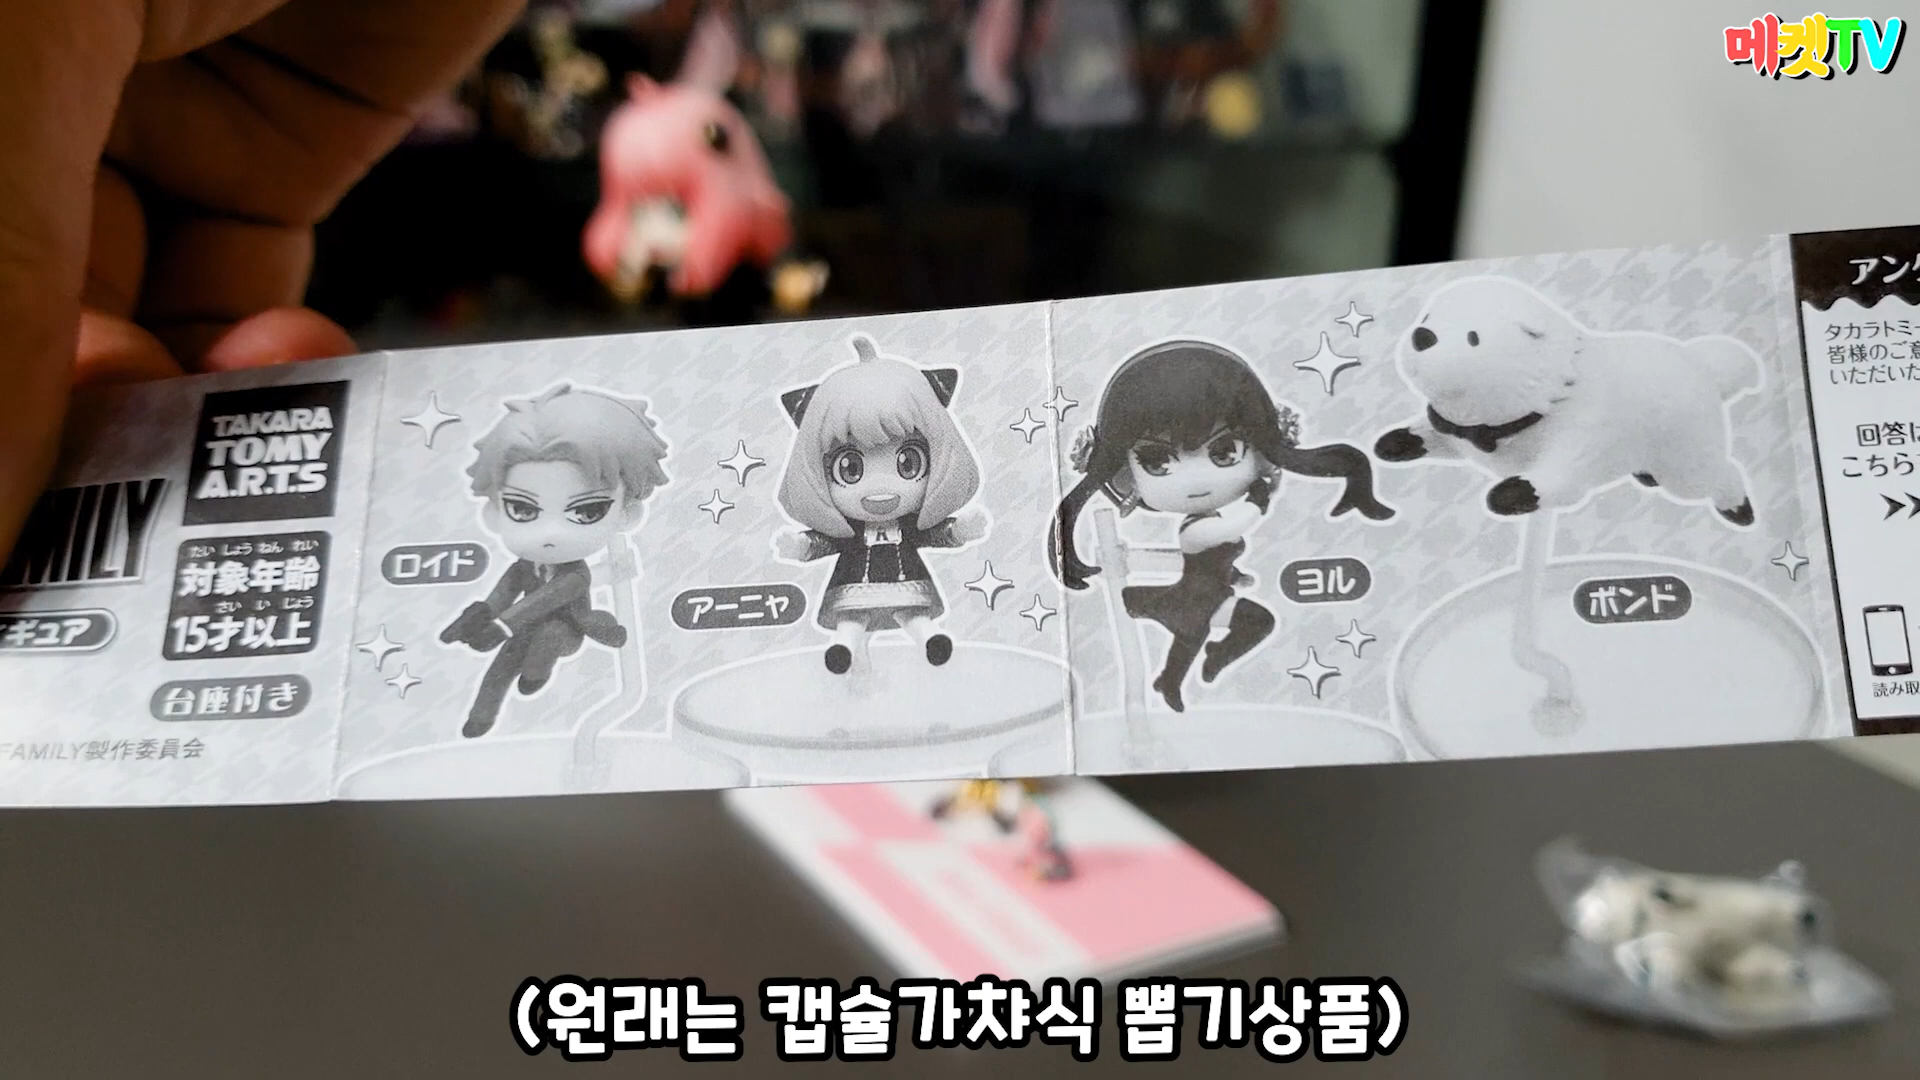 메켓TV
TAKARA
TOMY
A.R.T.S
MILY
たい しょう ねん れい
対象年齢
さい い じょう
15才以上
ギュア
台座付き
FAMILY製作委員会
ロイド
アーニャ
ヨル
ボンド
アン
タカラトミー
皆様のご意
いただいた
回答は
こちら
読み取
(원래는 캡슐가챠식 뽑기상품)